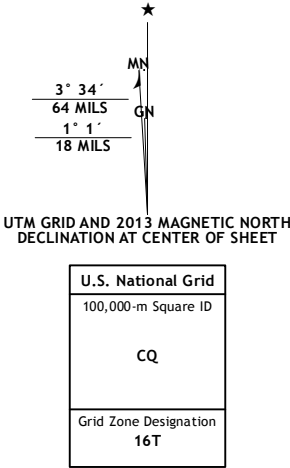 ★
MN
3° 34´
64 MILS
GN
1° 1´
18 MILS
UTM GRID AND 2013 MAGNETIC NORTH
DECLINATION AT CENTER OF SHEET
U.S. National Grid
100,000-m Square ID
CQ
Grid Zone Designation
16T